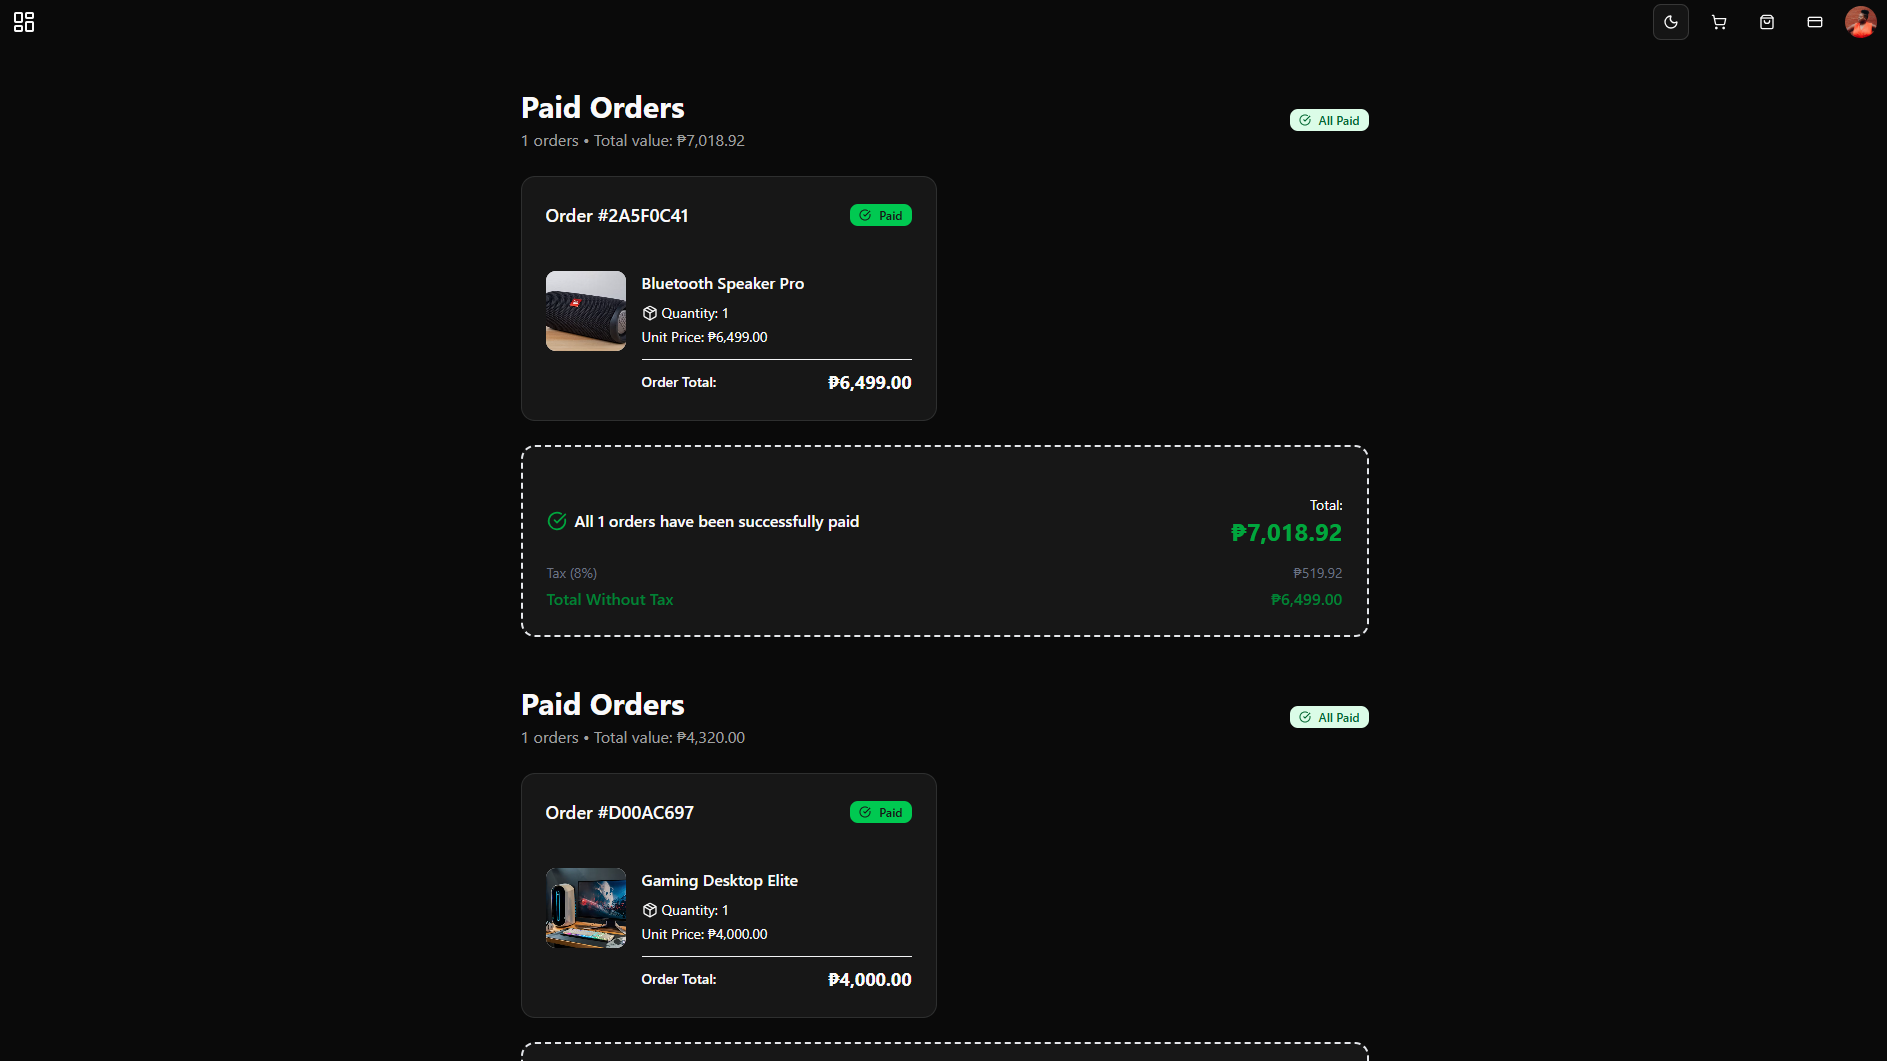 Paid Orders
1 orders • Total value: ₱7,018.92
All Paid
Order #2A5F0C41
Paid
Bluetooth Speaker Pro
Quantity: 1
Unit Price: ₱6,499.00
Order Total: ₱6,499.00
All 1 orders have been successfully paid
Total:
₱7,018.92
Tax (8%) ₱519.92
Total Without Tax ₱6,499.00
Paid Orders
1 orders • Total value: ₱4,320.00
All Paid
Order #D00AC697
Paid
Gaming Desktop Elite
Quantity: 1
Unit Price: ₱4,000.00
Order Total: ₱4,000.00